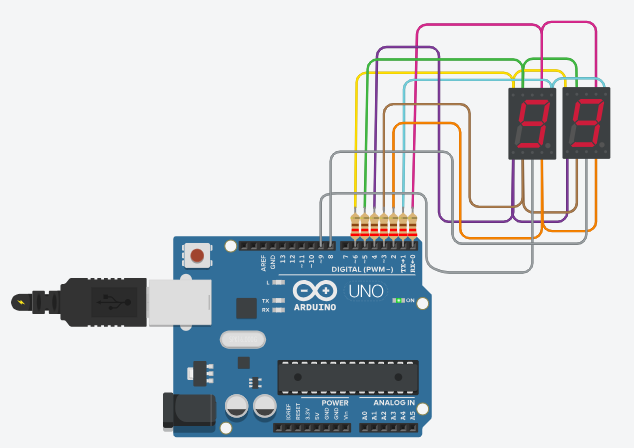 99
AREF
GND
13
12
~11
~10
~9
8
7
~6
~5
4
~3
2
TX→1
RX←0
DIGITAL (PWM~)
L
TX
RX
UNO
ARDUINO
ON
POWER
ANALOG IN
IOREF
RESET
3.3V
5V
GND
GND
Vin
A0
A1
A2
A3
A4
A5